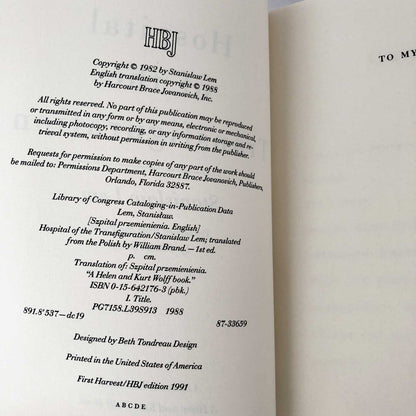 HBJ
Copyright © 1982 by Stanislaw Lem
English translation copyright © 1988
by Harcourt Brace Jovanovich, Inc.
All rights reserved. No part of this publication may be reproduced
or transmitted in any form or by any means, electronic or mechanical,
including photocopy, recording, or any information storage and re-
trieval system, without permission in writing from the publisher.
Requests for permission to make copies of any part of the work should
be mailed to: Permissions Department, Harcourt Brace Jovanovich, Publishers,
Orlando, Florida 32887.
Library of Congress Cataloging-in-Publication Data
Lem, Stanisław.
[Szpital przemienienia. English]
Hospital of the Transfiguration/Stanislaw Lem; translated
from the Polish by William Brand.—1st ed.
p. cm.
Translation of: Szpital przemienienia.
"A Helen and Kurt Wolff book."
ISBN 0-15-642176-3 (pbk.)
I. Title.
PG7158.L39S913 1988
891.8'537—dc19 87-33659
Designed by Beth Tondreau Design
Printed in the United States of America
First Harvest/HBJ edition 1991
A B C D E
TO MY